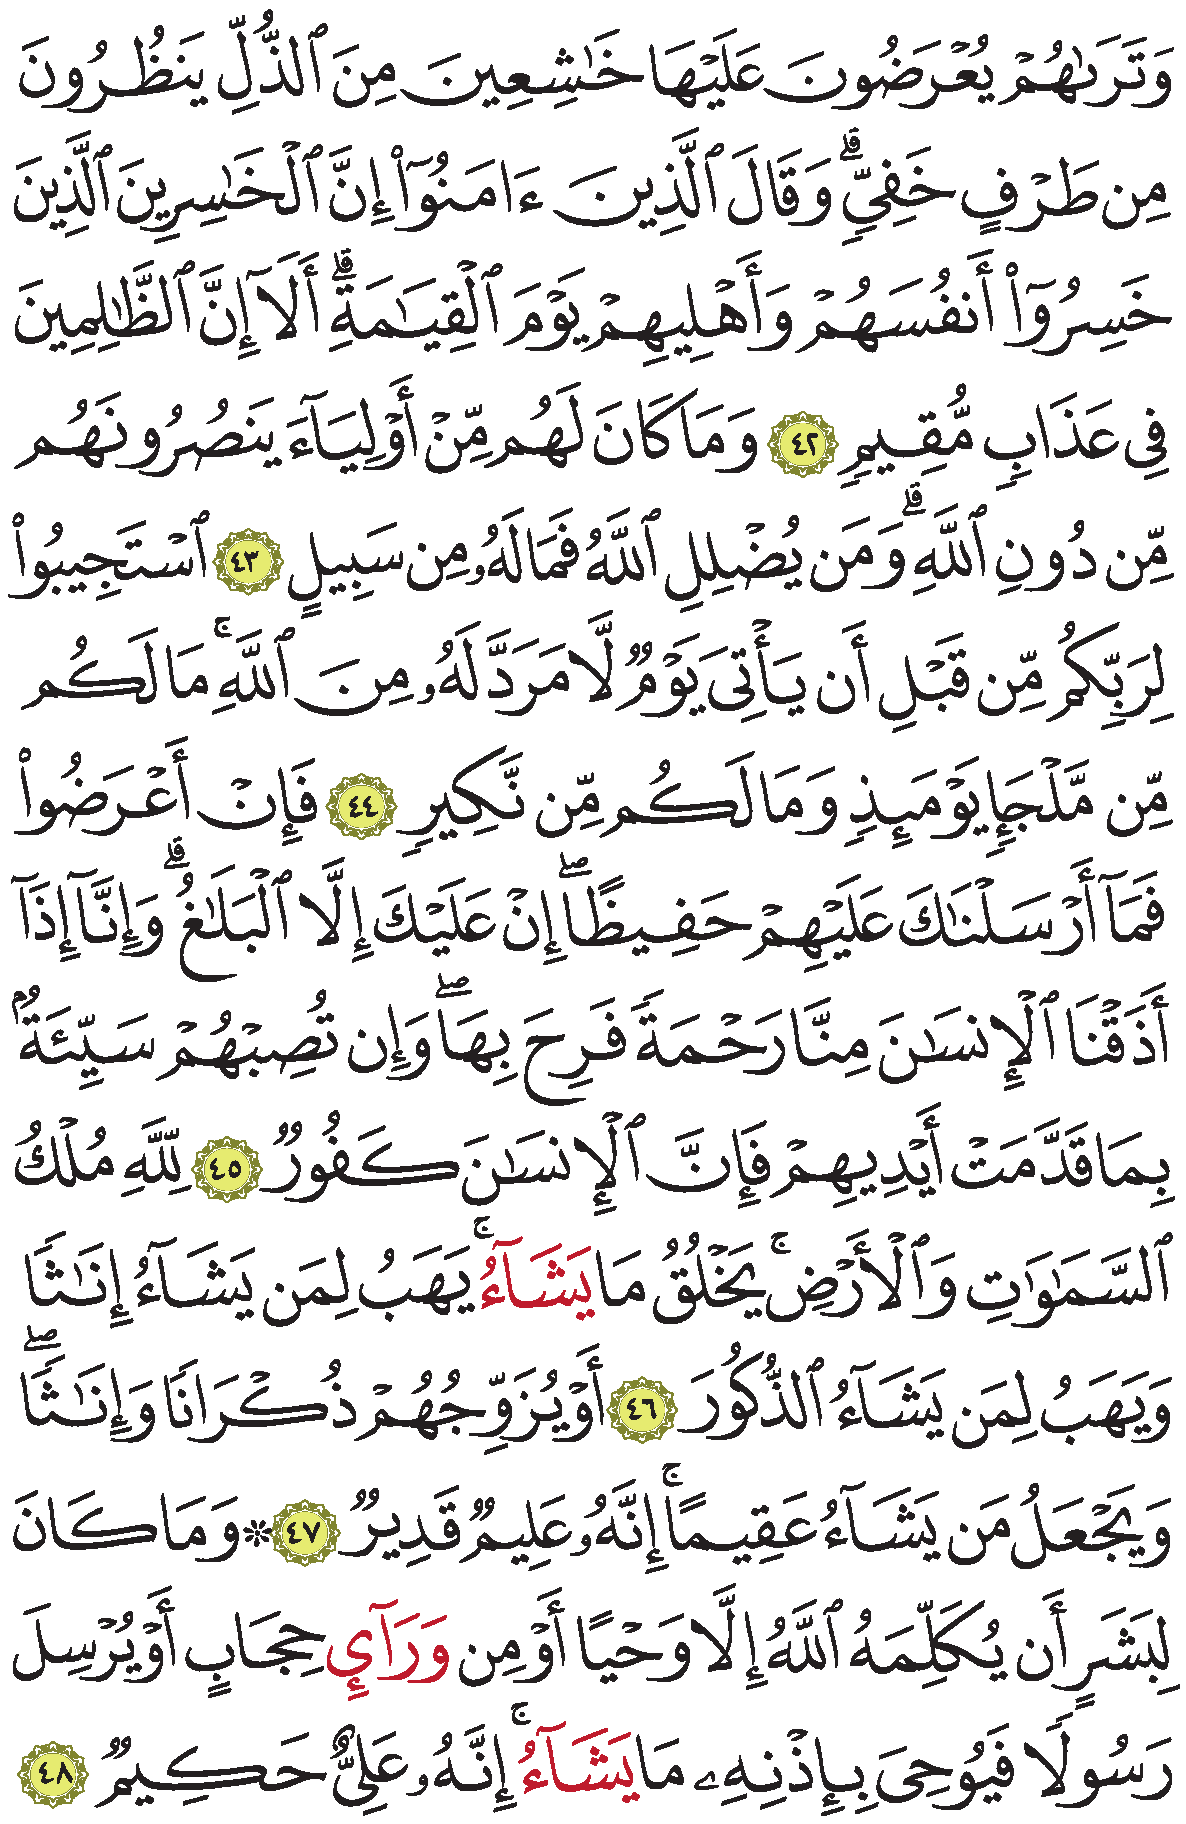 وَتَرَىٰهُمۡ يُعۡرَضُونَ عَلَيۡهَا خَٰشِعِينَ مِنَ ٱلذُّلِّ يَنظُرُونَ
مِن طَرۡفٍ خَفِيّٖۗ وَقَالَ ٱلَّذِينَ ءَامَنُوٓاْ إِنَّ ٱلۡخَٰسِرِينَ ٱلَّذِينَ
خَسِرُوٓاْ أَنفُسَهُمۡ وَأَهۡلِيهِمۡ يَوۡمَ ٱلۡقِيَٰمَةِۗ أَلَآ إِنَّ ٱلظَّٰلِمِينَ
فِي عَذَابٖ مُّقِيمٖ ٤٢ وَمَا كَانَ لَهُم مِّنۡ أَوۡلِيَآءَ يَنصُرُونَهُم
مِّن دُونِ ٱللَّهِۗ وَمَن يُضۡلِلِ ٱللَّهُ فَمَا لَهُۥ مِن سَبِيلٍ ٤٣ ٱسۡتَجِيبُواْ
لِرَبِّكُم مِّن قَبۡلِ أَن يَأۡتِيَ يَوۡمٞ لَّا مَرَدَّ لَهُۥ مِنَ ٱللَّهِۚ مَا لَكُم
مِّن مَّلۡجَإٖ يَوۡمَئِذٖ وَمَا لَكُم مِّن نَّكِيرٖ ٤٤ فَإِنۡ أَعۡرَضُواْ
فَمَآ أَرۡسَلۡنَٰكَ عَلَيۡهِمۡ حَفِيظًاۖ إِنۡ عَلَيۡكَ إِلَّا ٱلۡبَلَٰغُۗ وَإِنَّآ إِذَآ
أَذَقۡنَا ٱلۡإِنسَٰنَ مِنَّا رَحۡمَةٗ فَرِحَ بِهَاۖ وَإِن تُصِبۡهُمۡ سَيِّئَةُۢ
بِمَا قَدَّمَتۡ أَيۡدِيهِمۡ فَإِنَّ ٱلۡإِنسَٰنَ كَفُورٞ ٤٥ لِّلَّهِ مُلۡكُ
ٱلسَّمَٰوَٰتِ وَٱلۡأَرۡضِۚ يَخۡلُقُ مَا يَشَآءُۚ يَهَبُ لِمَن يَشَآءُ إِنَٰثٗا
وَيَهَبُ لِمَن يَشَآءُ ٱلذُّكُورَ ٤٦ أَوۡ يُزَوِّجُهُمۡ ذُكۡرَانٗا وَإِنَٰثٗاۖ
وَيَجۡعَلُ مَن يَشَآءُ عَقِيمًاۚ إِنَّهُۥ عَلِيمٞ قَدِيرٞ ٤٧ ۞ وَمَا كَانَ
لِبَشَرٍ أَن يُكَلِّمَهُ ٱللَّهُ إِلَّا وَحۡيًا أَوۡ مِن وَرَآيِٕ حِجَابٍ أَوۡ يُرۡسِلَ
رَسُولٗا فَيُوحِيَ بِإِذۡنِهِۦ مَا يَشَآءُۚ إِنَّهُۥ عَلِيٌّ حَكِيمٞ ٤٨